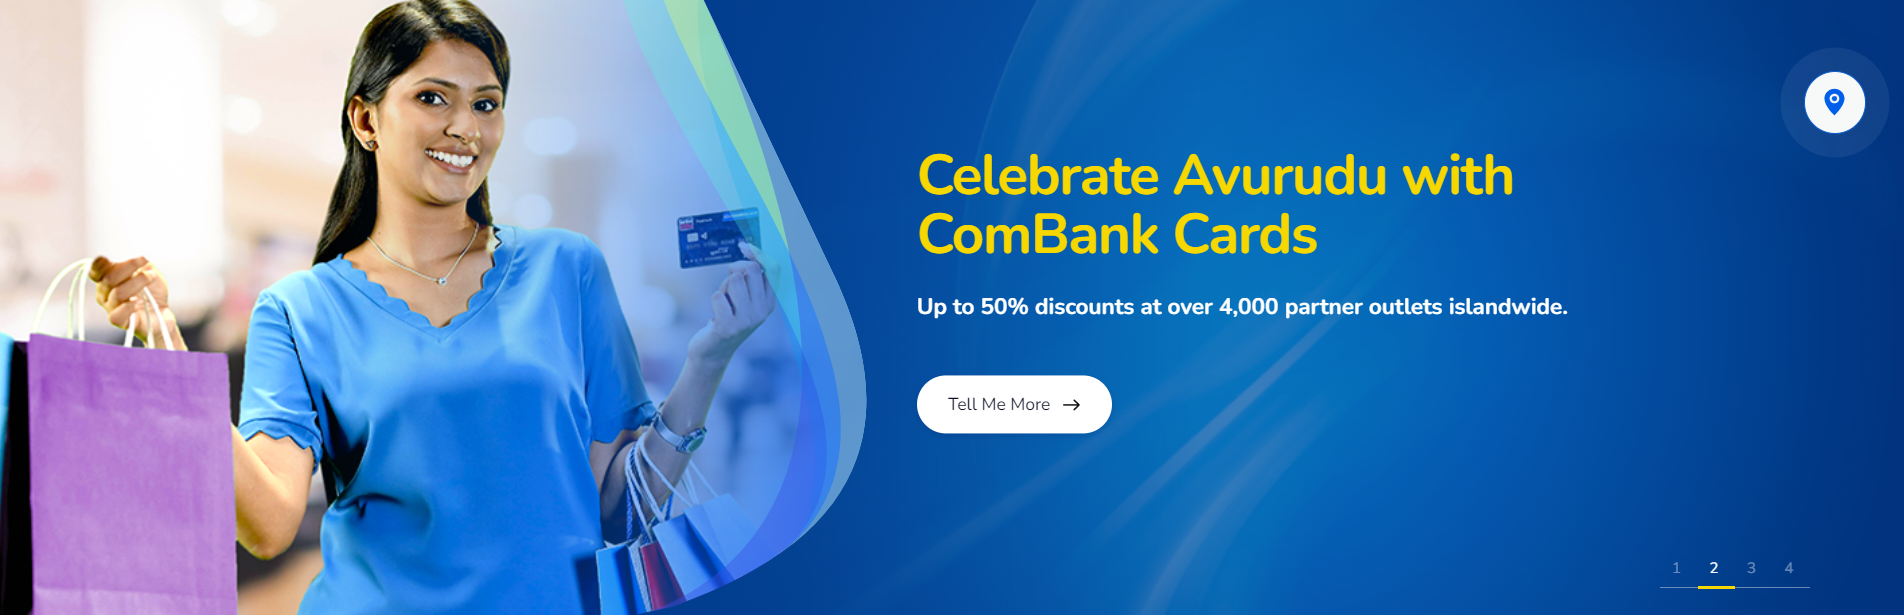 Celebrate Avurudu with
ComBank Cards
Up to 50% discounts at over 4,000 partner outlets islandwide.
Tell Me More
1 2 3 4